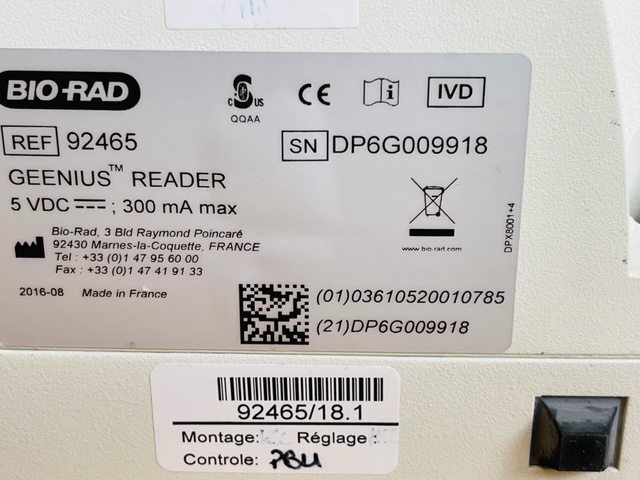 BIO-RAD
C S US
QQAA
CE
i
IVD
REF 92465
SN DP6G009918
GEENIUS™ READER
5 VDC ⎓ ; 300 mA max
Bio-Rad, 3 Bld Raymond Poincaré
92430 Marnes-la-Coquette, FRANCE
Tel : +33 (0)1 47 95 60 00
Fax : +33 (0)1 47 41 91 33
www.bio-rad.com
DPX8001+4
2016-08 Made in France
(01)03610520010785
(21)DP6G009918
92465/18.1
Montage: Réglage
Controle: PBU